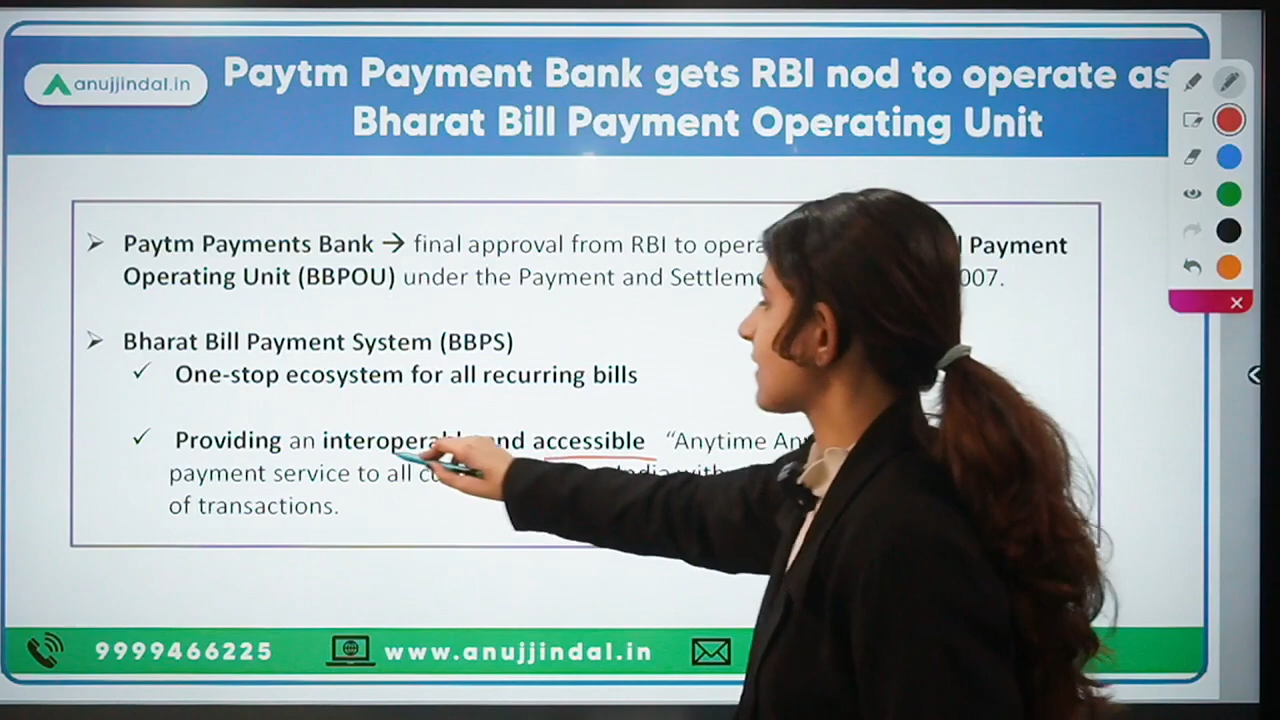 anujjindal.in
Paytm Payment Bank gets RBI nod to operate as
Bharat Bill Payment Operating Unit
➢ Paytm Payments Bank → final approval from RBI to Payment
Operating Unit (BBPOU) under the Payment and 007.
➢ Bharat Bill Payment System (BBPS)
✓ One-stop ecosystem for all recurring bills
✓ Providing an and accessible “Anytime
payment service to all
of transactions.
9999466225
www.anujjindal.in